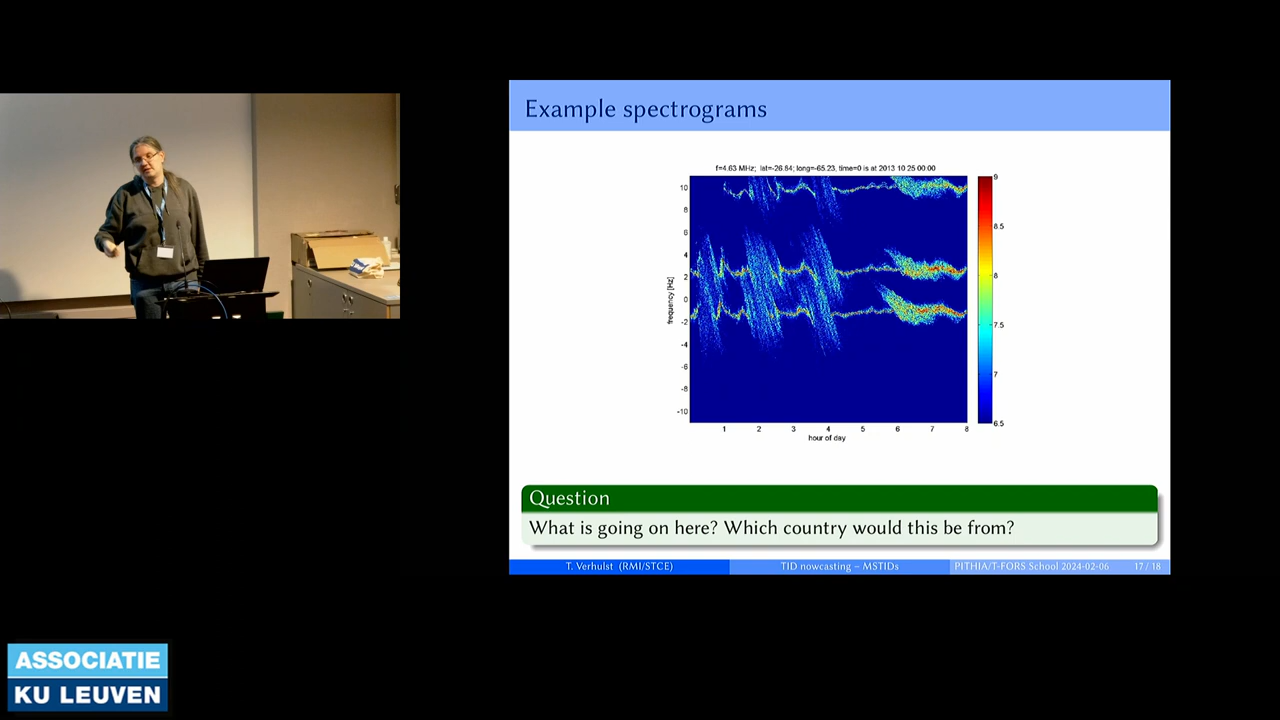 Example spectrograms
f=4.63 MHz; lat=-26.84; long=-65.23, time=0 is at 2013 10 25 00:00
10
8
6
4
2
0
-2
-4
-6
-8
-10
frequency [Hz]
1 2 3 4 5 6 7 8
hour of day
9
8.5
8
7.5
7
6.5
Question
What is going on here? Which country would this be from?
T. Verhulst (RMI/STCE) TID nowcasting – MSTIDs PITHIA/T-FORS School 2024-02-06 17 / 18
ASSOCIATIE
KU LEUVEN